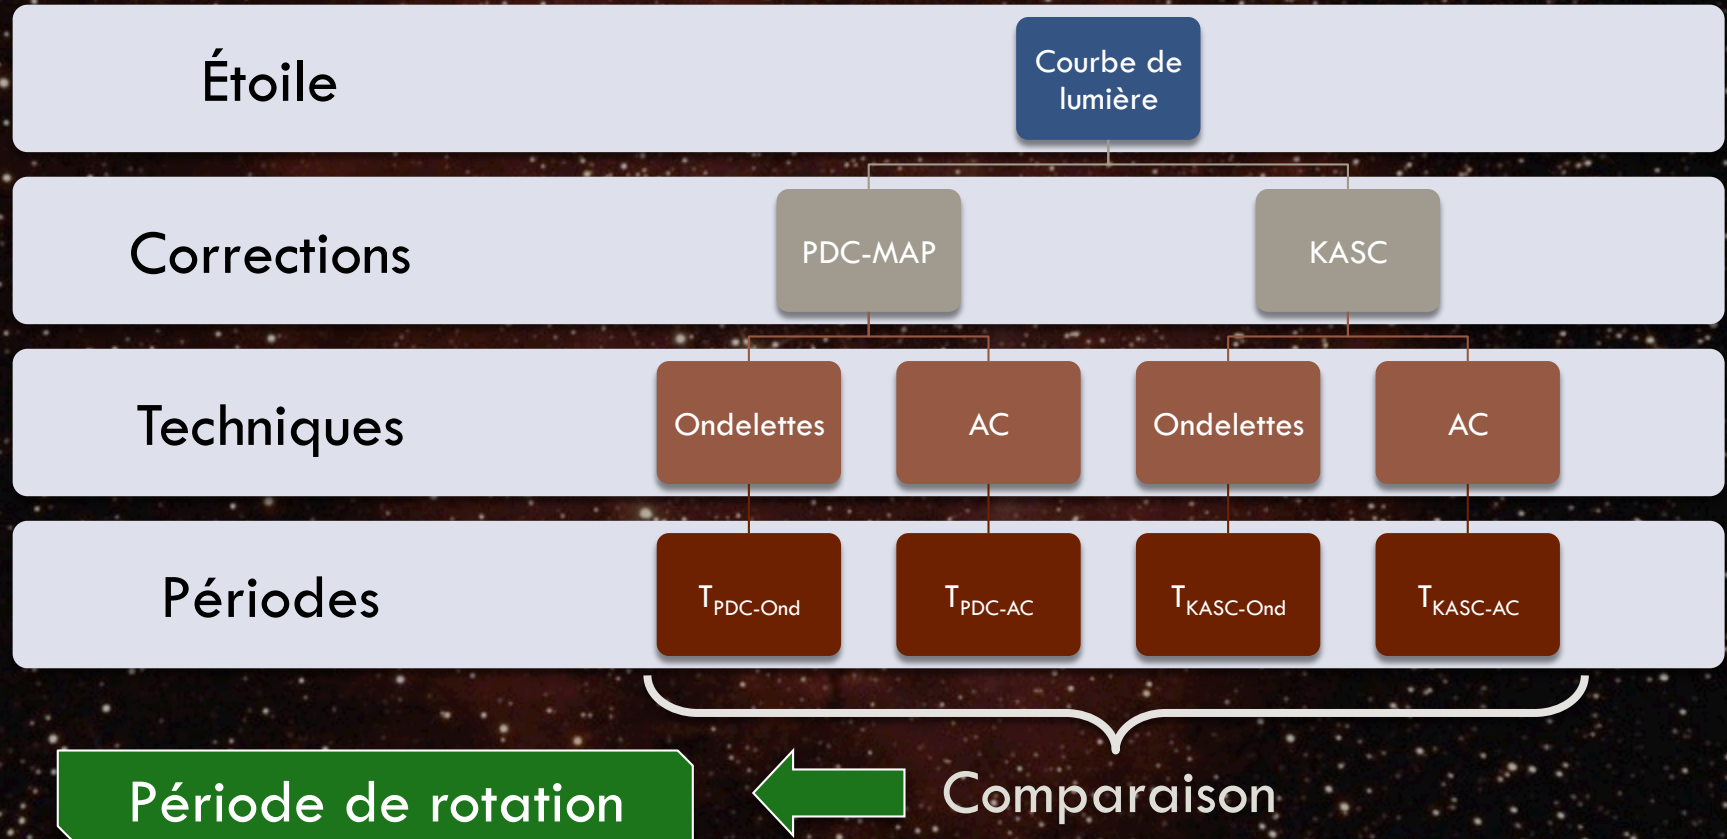 Étoile
Courbe de
lumière
Corrections
PDC-MAP
KASC
Techniques
Ondelettes
AC
Ondelettes
AC
Périodes
TPDC-Ond
TPDC-AC
TKASC-Ond
TKASC-AC
Période de rotation
Comparaison